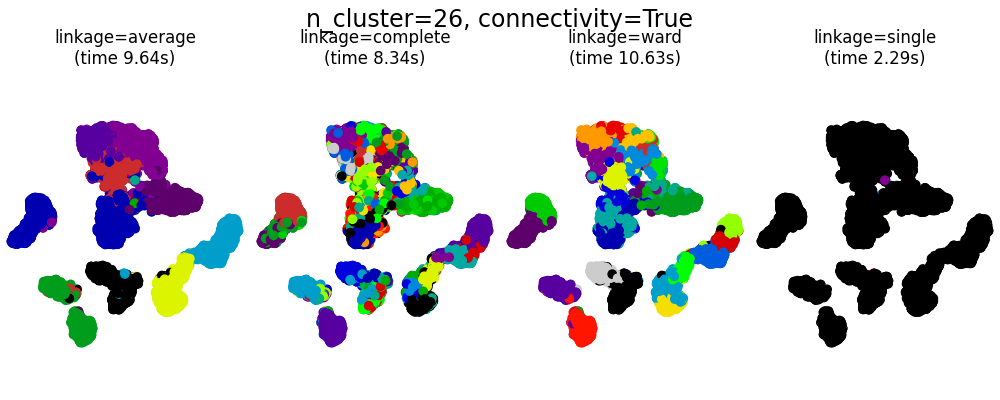 n_cluster=26, connectivity=True
linkage=average
(time 9.64s)
linkage=complete
(time 8.34s)
linkage=ward
(time 10.63s)
linkage=single
(time 2.29s)